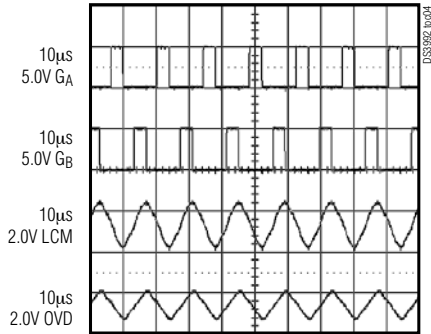 10µs
5.0V GA
10µs
5.0V GB
10µs
2.0V LCM
10µs
2.0V OVD
DS3992 toc04